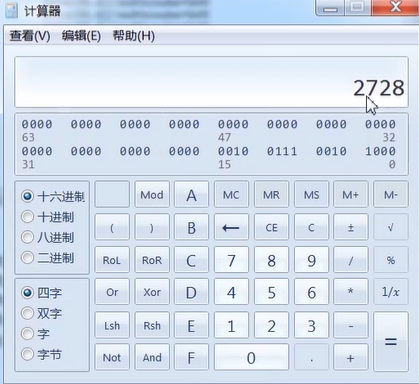 计算器
查看(V) 编辑(E) 帮助(H)
2728
0000 0000 0000 0000 0000 0000 0000 0000
63 47 32
0000 0000 0000 0000 0010 0111 0010 1000
31 15 0
十六进制
十进制
八进制
二进制
四字
双字
字
字节
Mod A MC MR MS M+ M-
( ) B ← CE C ± √
RoL RoR C 7 8 9 / %
Or Xor D 4 5 6 * 1/x
Lsh Rsh E 1 2 3 - =
Not And F 0 . +